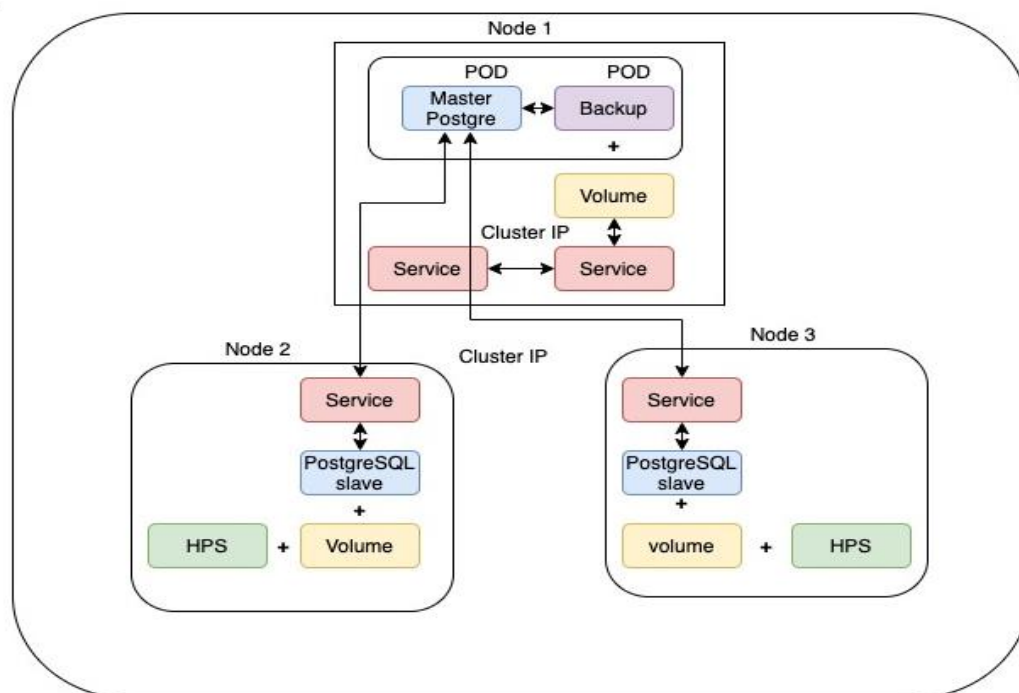 Node 1
POD
POD
Master
Postgre
Backup
+
Volume
Cluster IP
Service
Service
Node 2
Cluster IP
Node 3
Service
Service
PostgreSQL
slave
PostgreSQL
slave
+
+
HPS
+
Volume
volume
+
HPS